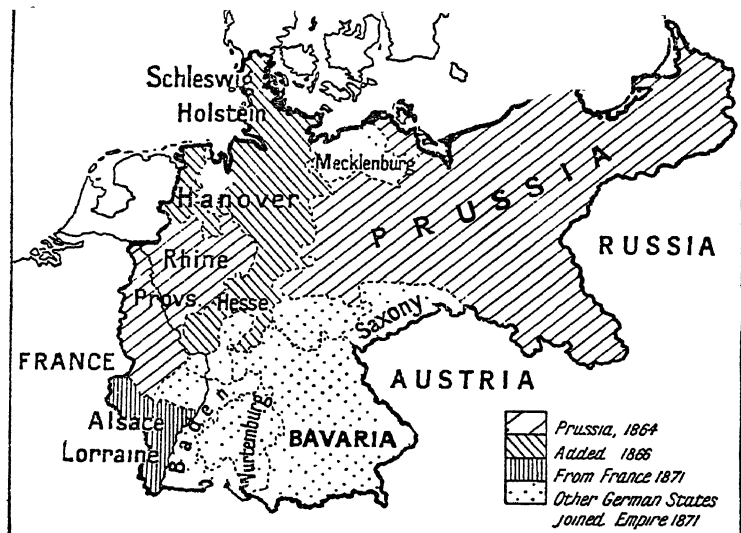 Schleswig
Holstein
Mecklenburg
Hanover
PRUSSIA
RUSSIA
Rhine
Provs.
Hesse
Saxony
FRANCE
AUSTRIA
Alsace
Lorraine
Baden
Wurtemburg
BAVARIA
Prussia, 1864
Added 1866
From France 1871
Other German States
joined Empire 1871